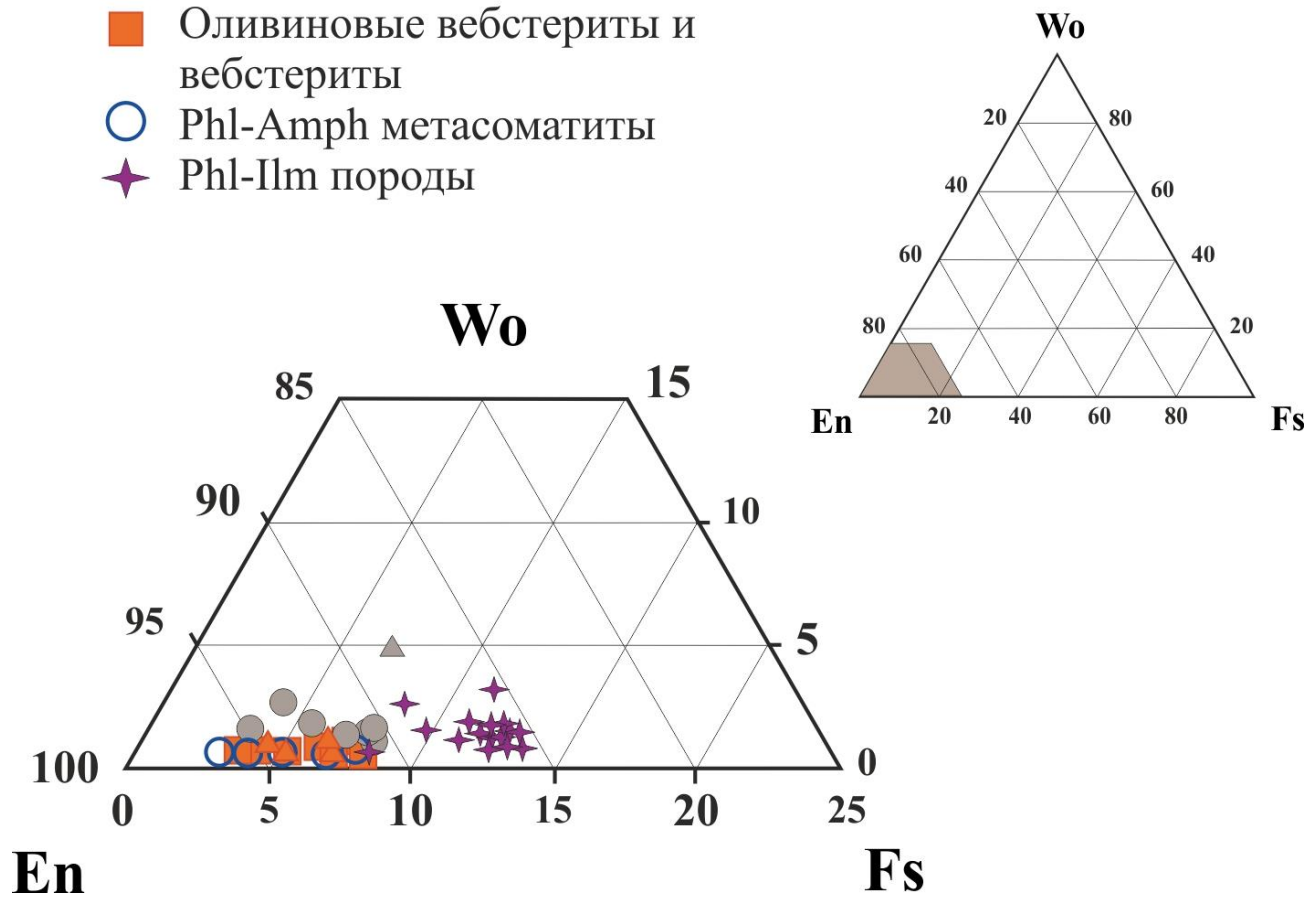 Оливиновые вебстериты и
вебстериты
Phl-Amph метасоматиты
Phl-Ilm породы
Wo
20 80
40 60
60 40
80 20
En 20 40 60 80 Fs
Wo
85 15
90 10
95 5
100 0
0 5 10 15 20 25
En Fs